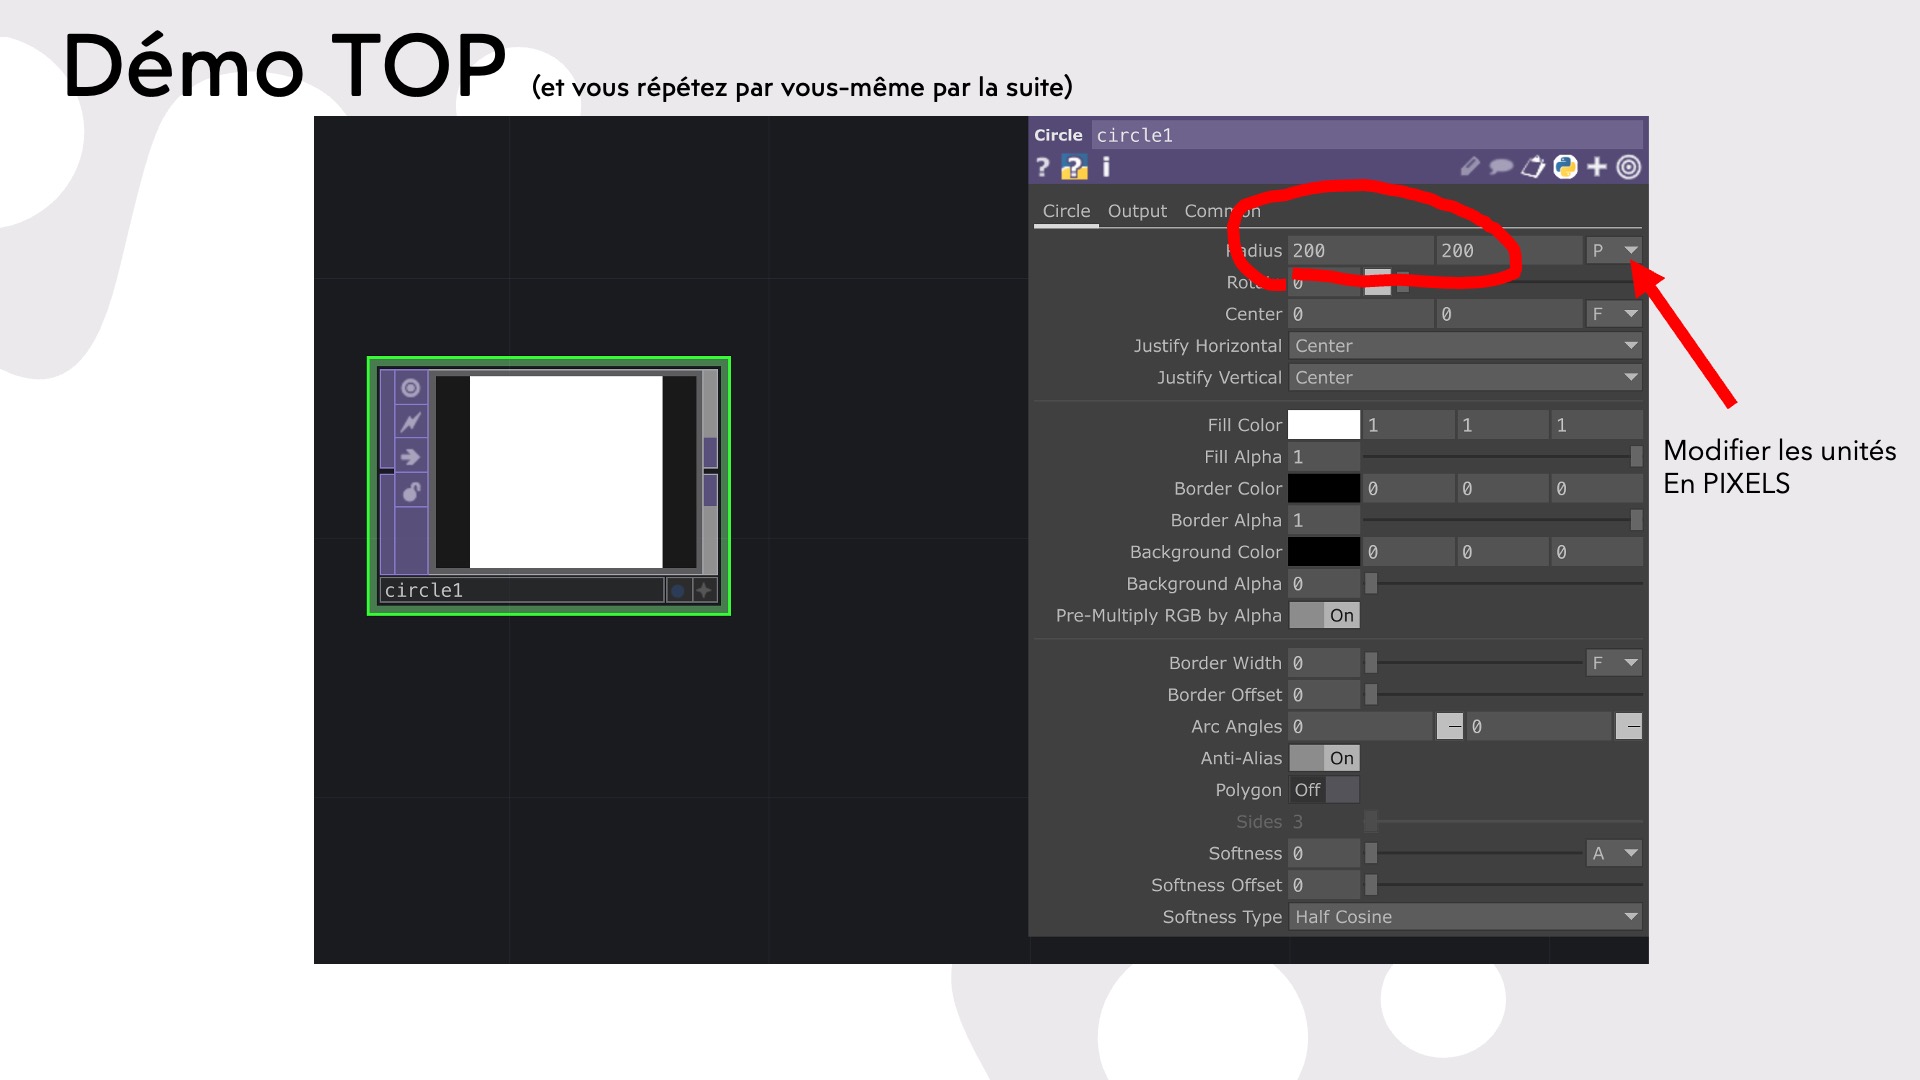 Démo TOP (et vous répétez par vous-même par la suite)
Circle circle1
? ? i
Circle Output Common
Radius 200 200 P
0
Center 0 0 F
Justify Horizontal Center
Justify Vertical Center
Fill Color 1 1 1
Fill Alpha 1
Border Color 0 0 0
Border Alpha 1
Background Color 0 0 0
Background Alpha 0
Pre-Multiply RGB by Alpha On
Border Width 0 F
Border Offset 0
Arc Angles 0 0
Anti-Alias On
Polygon Off
Sides 3
Softness 0 A
Softness Offset 0
Softness Type Half Cosine
circle1
Modifier les unités
En PIXELS